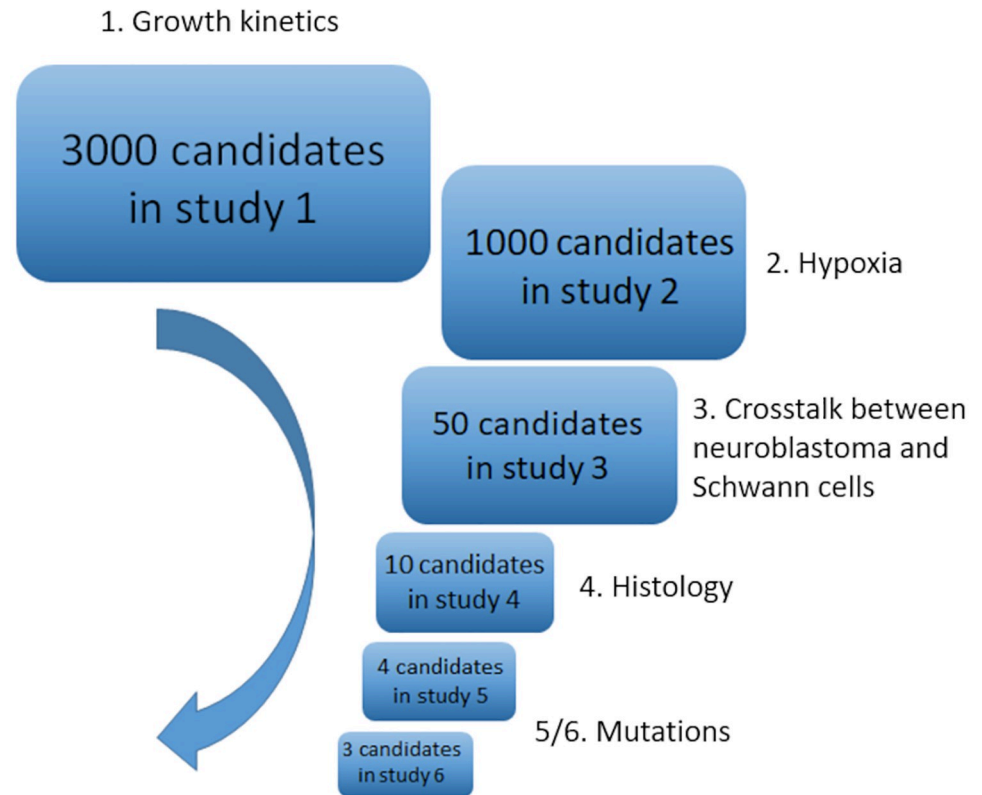 1. Growth kinetics
3000 candidates
in study 1
1000 candidates
in study 2
2. Hypoxia
50 candidates
in study 3
3. Crosstalk between
neuroblastoma and
Schwann cells
10 candidates
in study 4
4. Histology
4 candidates
in study 5
5/6. Mutations
3 candidates
in study 6